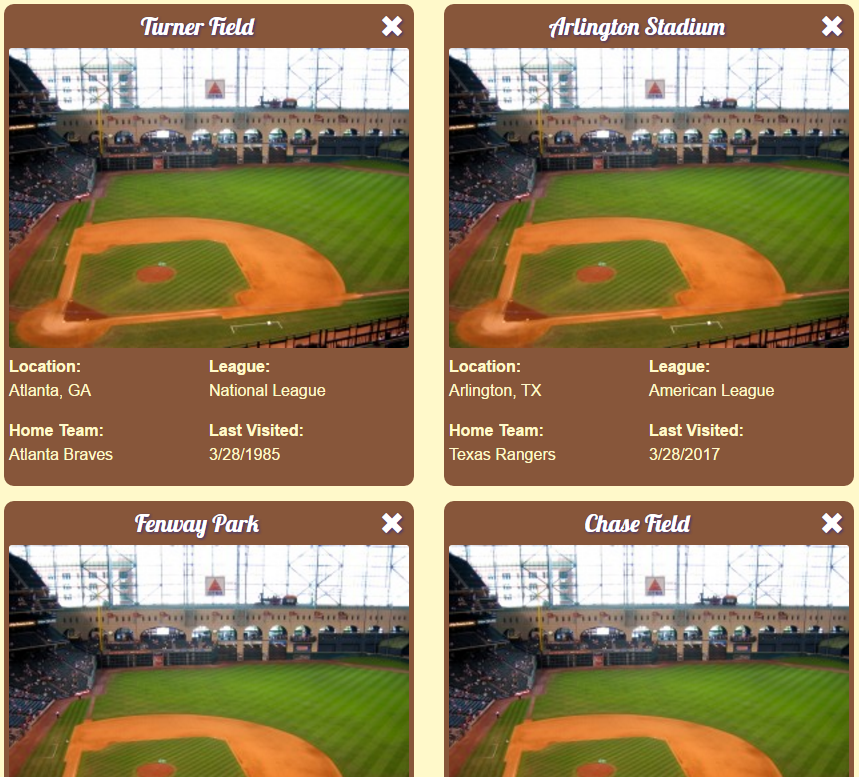 Turner Field
Arlington Stadium
Location:
League:
Atlanta, GA
National League
Home Team:
Last Visited:
Atlanta Braves
3/28/1985
Location:
League:
Arlington, TX
American League
Home Team:
Last Visited:
Texas Rangers
3/28/2017
Fenway Park
Chase Field